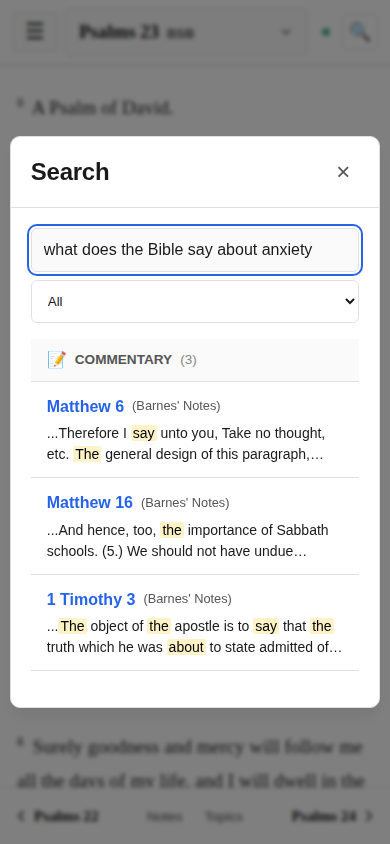 Psalms 23 BSB
A Psalm of David.
Search
×
what does the Bible say about anxiety
All
COMMENTARY (3)
Matthew 6 (Barnes' Notes)
...Therefore I say unto you, Take no thought,
etc. The general design of this paragraph,...
Matthew 16 (Barnes' Notes)
...And hence, too, the importance of Sabbath
schools. (5.) We should not have undue...
1 Timothy 3 (Barnes' Notes)
...The object of the apostle is to say that the
truth which he was about to state admitted of...
6 Surely goodness and mercy will follow me
all the days of my life, and I will dwell in the
Psalms 22 Notes Topics Psalms 24